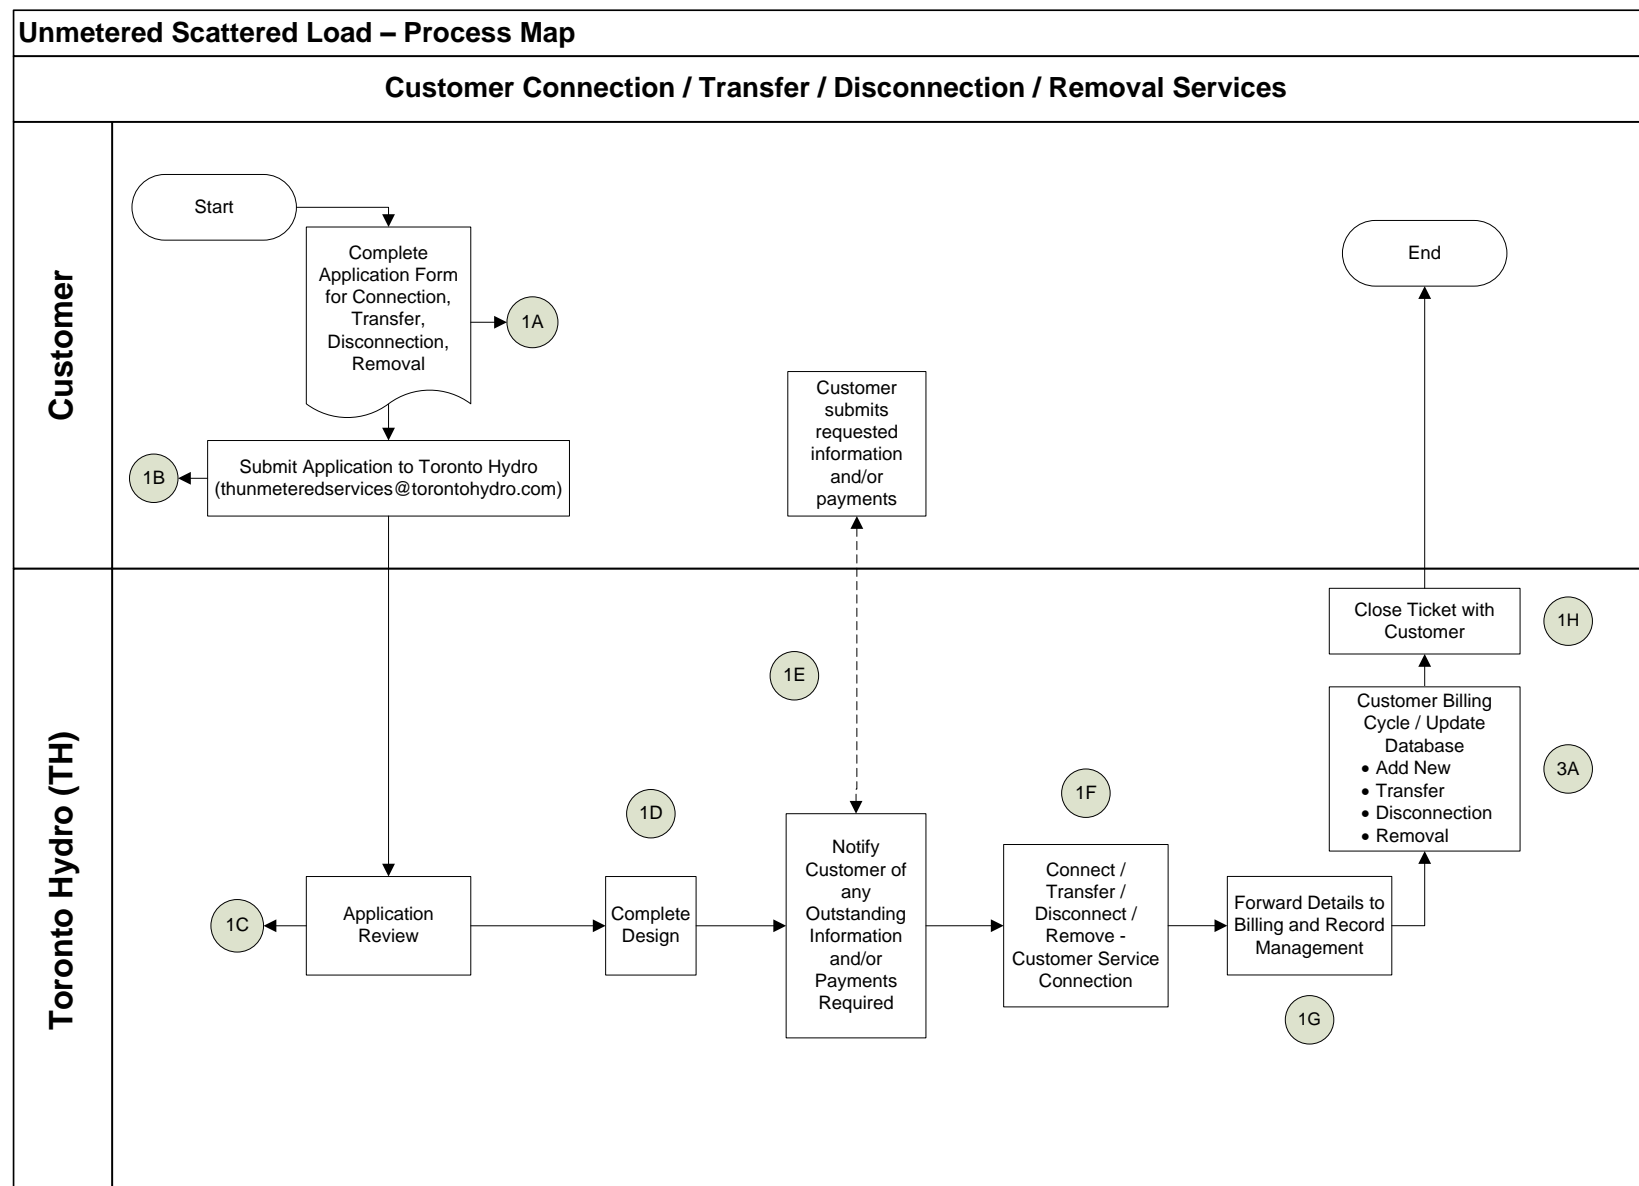 Unmetered Scattered Load – Process Map
Customer Connection / Transfer / Disconnection / Removal Services
Customer
Start
Complete
Application Form
for Connection,
Transfer,
Disconnection,
Removal
1A
Submit Application to Toronto Hydro
(thunmeteredservices@torontohydro.com)
1B
Customer
submits
requested
information
and/or
payments
End
Toronto Hydro (TH)
Application
Review
1C
Complete
Design
1D
1E
Notify
Customer of
any
Outstanding
Information
and/or
Payments
Required
1F
Connect /
Transfer /
Disconnect /
Remove -
Customer Service
Connection
Forward Details to
Billing and Record
Management
1G
Customer Billing
Cycle / Update
Database
• Add New
• Transfer
• Disconnection
• Removal
3A
Close Ticket with
Customer
1H